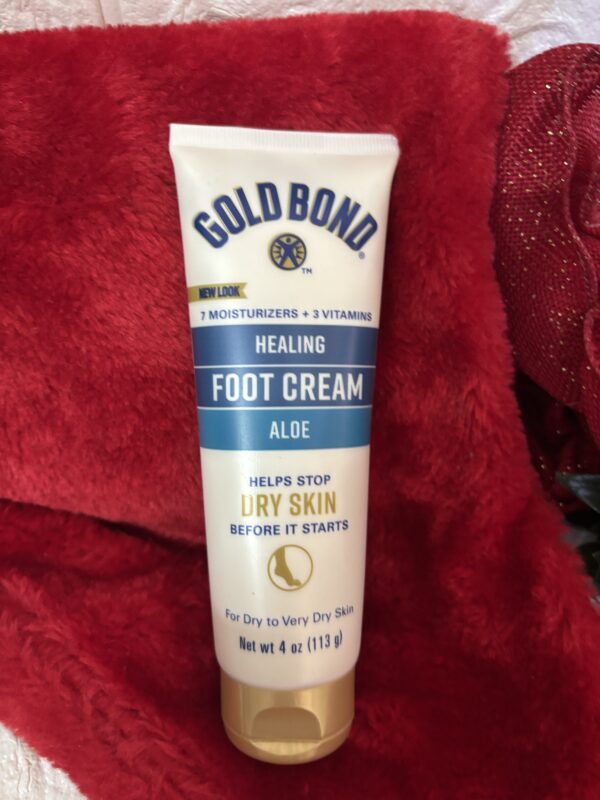 GOLD BOND®
TM
NEW LOOK
7 MOISTURIZERS + 3 VITAMINS
HEALING
FOOT CREAM
ALOE
HELPS STOP
DRY SKIN
BEFORE IT STARTS
For Dry to Very Dry Skin
Net wt 4 oz (113 g)